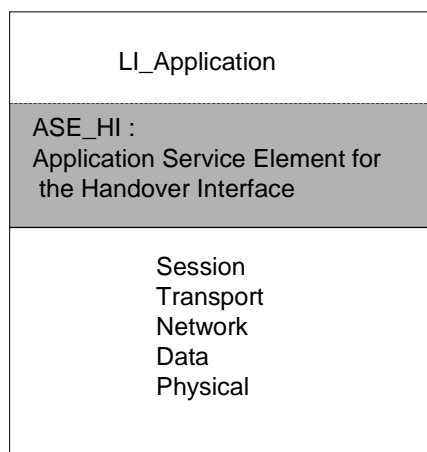 LI_Application
ASE_HI :
Application Service Element for
the Handover Interface
Session
Transport
Network
Data
Physical